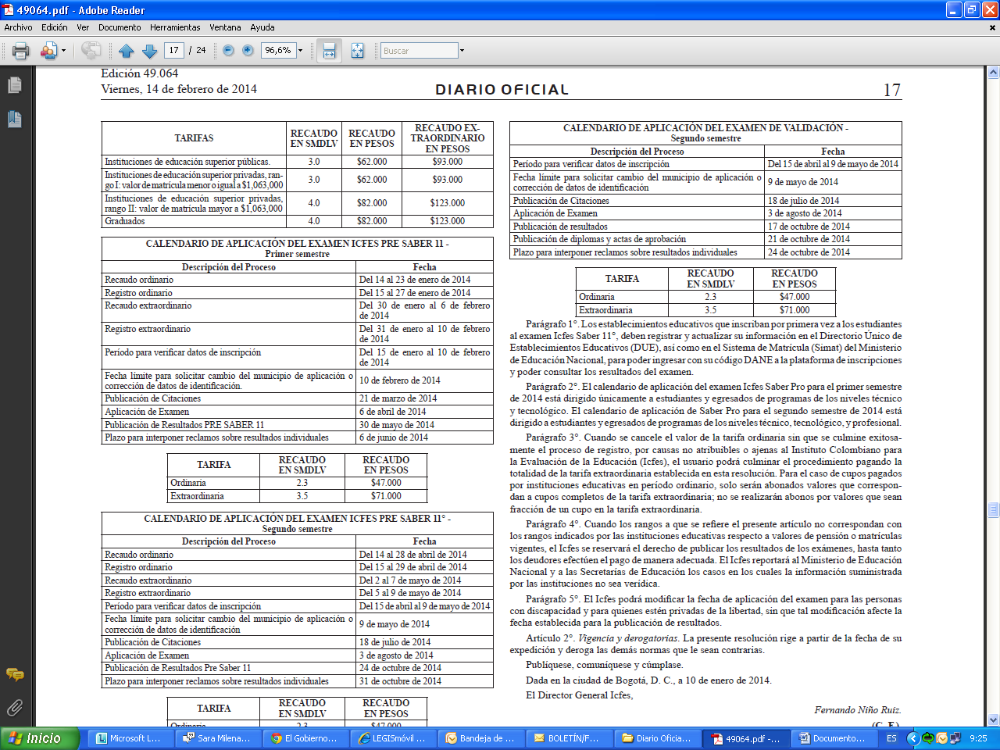 49064.pdf - Adobe Reader
Archivo Edición Ver Documento Herramientas Ventana Ayuda
17 / 24 96,6% Buscar
Edición 49.064
Viernes, 14 de febrero de 2014 DIARIO OFICIAL 17
TARIFAS RECAUDO EN SMDLV RECAUDO EN PESOS RECAUDO EX-TRAORDINARIO EN PESOS
Instituciones de educación superior públicas. 3.0 $62.000 $93.000
Instituciones de educación superior privadas, ran-
go I: valor de matrícula menor o igual a $1,063,000 3.0 $62.000 $93.000
Instituciones de educación superior privadas,
rango II: valor de matrícula mayor a $1,063,000 4.0 $82.000 $123.000
Graduados 4.0 $82.000 $123.000
CALENDARIO DE APLICACIÓN DEL EXAMEN ICFES PRE SABER 11 -
Primer semestre
Descripción del Proceso Fecha
Recaudo ordinario Del 14 al 23 de enero de 2014
Registro ordinario Del 15 al 27 de enero de 2014
Recaudo extraordinario Del 30 de enero al 6 de febrero
de 2014
Registro extraordinario Del 31 de enero al 10 de febrero
de 2014
Período para verificar datos de inscripción Del 15 de enero al 10 de febrero
de 2014
Fecha límite para solicitar cambio del municipio de aplicación o
corrección de datos de identificación. 10 de febrero de 2014
Publicación de Citaciones 21 de marzo de 2014
Aplicación de Examen 6 de abril de 2014
Publicación de Resultados PRE SABER 11 30 de mayo de 2014
Plazo para interponer reclamos sobre resultados individuales 6 de junio de 2014
TARIFA RECAUDO EN SMDLV RECAUDO EN PESOS
Ordinaria 2.3 $47.000
Extraordinaria 3.5 $71.000
CALENDARIO DE APLICACIÓN DEL EXAMEN ICFES PRE SABER 11° -
Segundo semestre
Descripción del Proceso Fecha
Recaudo ordinario Del 14 al 28 de abril de 2014
Registro ordinario Del 15 al 29 de abril de 2014
Recaudo extraordinario Del 2 al 7 de mayo de 2014
Registro extraordinario Del 5 al 9 de mayo de 2014
Período para verificar datos de inscripción Del 15 de abril al 9 de mayo de 2014
Fecha límite para solicitar cambio del municipio de aplicación o
corrección de datos de identificación 9 de mayo de 2014
Publicación de Citaciones 18 de julio de 2014
Aplicación de Examen 3 de agosto de 2014
Publicación de Resultados Pre Saber 11 24 de octubre de 2014
Plazo para interponer reclamos sobre resultados individuales 31 de octubre de 2014
TARIFA RECAUDO EN SMDLV RECAUDO EN PESOS
Ordinaria 2.3 $47.000
CALENDARIO DE APLICACIÓN DEL EXAMEN DE VALIDACIÓN -
Segundo semestre
Descripción del Proceso Fecha
Período para verificar datos de inscripción Del 15 de abril al 9 de mayo de 2014
Fecha límite para solicitar cambio del municipio de aplicación o
corrección de datos de identificación 9 de mayo de 2014
Publicación de Citaciones 18 de julio de 2014
Aplicación de Examen 3 de agosto de 2014
Publicación de resultados 17 de octubre de 2014
Publicación de diplomas y actas de aprobación 21 de octubre de 2014
Plazo para interponer reclamos sobre resultados individuales 24 de octubre de 2014
TARIFA RECAUDO EN SMDLV RECAUDO EN PESOS
Ordinaria 2.3 $47.000
Extraordinaria 3.5 $71.000
Parágrafo 1°. Los establecimientos educativos que inscriban por primera vez a los estudiantes
al examen Icfes Saber 11°, deben registrar y actualizar su información en el Directorio Único de
Establecimientos Educativos (DUE), así como en el Sistema de Matrícula (Simat) del Ministerio
de Educación Nacional, para poder ingresar con su código DANE a la plataforma de inscripciones
y poder consultar los resultados del examen.
Parágrafo 2°. El calendario de aplicación del examen Icfes Saber Pro para el primer semestre
de 2014 está dirigido únicamente a estudiantes y egresados de programas de los niveles técnico
y tecnológico. El calendario de aplicación de Saber Pro para el segundo semestre de 2014 está
dirigido a estudiantes y egresados de programas de los niveles técnico, tecnológico, y profesional.
Parágrafo 3°. Cuando se cancele el valor de la tarifa ordinaria sin que se culmine exitosa-
mente el proceso de registro, por causas no atribuibles o ajenas al Instituto Colombiano para
la Evaluación de la Educación (Icfes), el usuario podrá culminar el procedimiento pagando la
totalidad de la tarifa extraordinaria establecida en esta resolución. Para el caso de cupos pagados
por instituciones educativas en período ordinario, solo serán abonados valores que correspon-
dan a cupos completos de la tarifa extraordinaria; no se realizarán abonos por valores que sean
fracción de un cupo en la tarifa extraordinaria.
Parágrafo 4°. Cuando los rangos a que se refiere el presente artículo no correspondan con
los rangos indicados por las instituciones educativas respecto a valores de pensión o matrículas
vigentes, el Icfes se reservará el derecho de publicar los resultados de los exámenes, hasta tanto
los deudores efectúen el pago de manera adecuada. El Icfes reportará al Ministerio de Educación
Nacional y a las Secretarías de Educación los casos en los cuales la información suministrada
por las instituciones no sea verídica.
Parágrafo 5°. El Icfes podrá modificar la fecha de aplicación del examen para las personas
con discapacidad y para quienes estén privadas de la libertad, sin que tal modificación afecte la
fecha establecida para la publicación de resultados.
Artículo 2°. Vigencia y derogatorias. La presente resolución rige a partir de la fecha de su
expedición y deroga las demás normas que le sean contrarias.
Publíquese, comuníquese y cúmplase.
Dada en la ciudad de Bogotá, D. C., a 10 de enero de 2014.
El Director General Icfes,
Fernando Niño Ruiz.
(C. F.)
Inicio Microsoft L... Sara Milena... El Gobierno... LEGISmóvil ... Bandeja de ... BOLETÍN/F... Diario Oficia... 49064.pdf -... Documento... ES 9:25